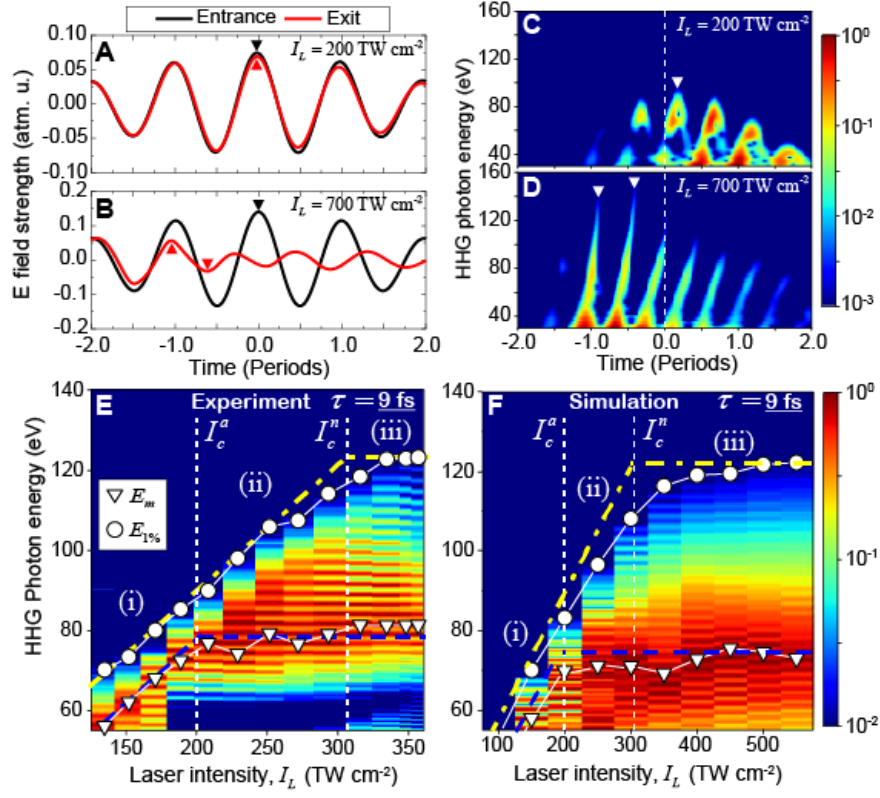 Entrance Exit
A I_L = 200 TW cm⁻²
0.10
0.05
0.00
-0.05
-0.10
B I_L = 700 TW cm⁻²
0.2
0.1
0.0
-0.1
-0.2
E field strength (atm. u.)
-2.0 -1.0 0.0 1.0 2.0
Time (Periods)
C I_L = 200 TW cm⁻²
160
120
80
40
D I_L = 700 TW cm⁻²
160
120
80
40
HHG photon energy (eV)
-2.0 -1.0 0.0 1.0 2.0
Time (Periods)
10⁰
10⁻¹
10⁻²
10⁻³
E Experiment τ = 9 fs
I_c^a I_c^n
(i) (ii) (iii)
E_m
E_1%
140
120
100
80
60
HHG Photon energy (eV)
150 200 250 300 350
Laser intensity, I_L (TW cm⁻²)
F Simulation τ = 9 fs
I_c^a I_c^n
(i) (ii) (iii)
140
120
100
80
60
100 200 300 400 500
Laser intensity, I_L (TW cm⁻²)
10⁰
10⁻¹
10⁻²